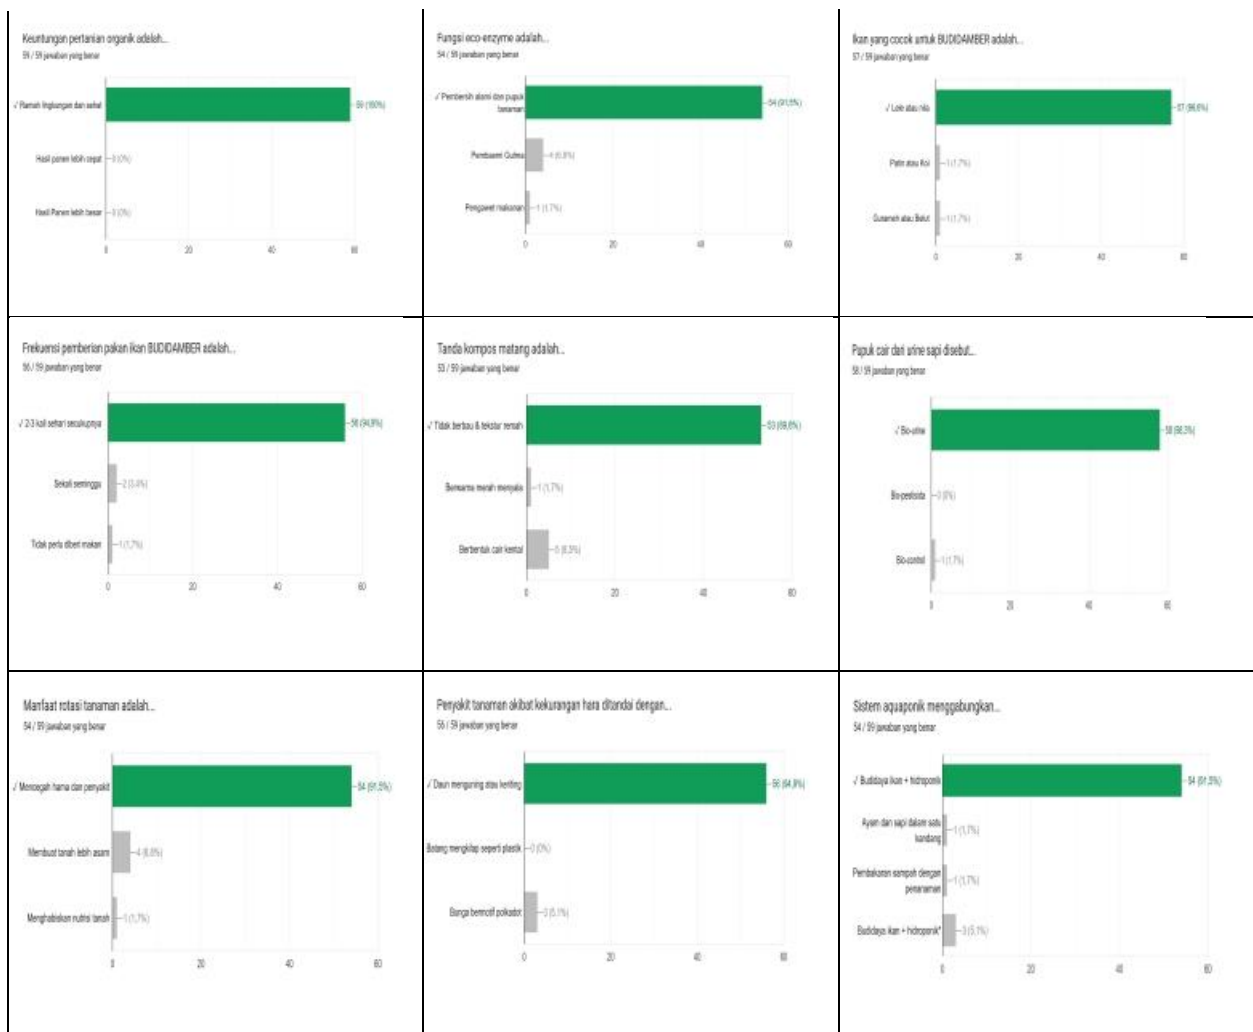 Keuntungan pertanian organik adalah...
59 / 59 jawaban yang benar
√ Ramah lingkungan dan sehat
59 (100%)
Hasil panen lebih cepat
0 (0%)
Hasil Panen lebih besar
0 (0%)
0 20 40 60
Fungsi eco-enzyme adalah...
54 / 59 jawaban yang benar
√ Pembersih alami dan pupuk
tanaman
54 (91,5%)
Pembasmi Gulma
4 (6,8%)
Pengawet makanan
1 (1,7%)
0 20 40 60
Ikan yang cocok untuk BUDIDAMBER adalah...
57 / 59 jawaban yang benar
√ Lele atau nila
57 (96,6%)
Patin atau Koi
1 (1,7%)
Gurameh atau Belut
1 (1,7%)
0 20 40 60
Frekuensi pemberian pakan ikan BUDIDAMBER adalah...
56 / 59 jawaban yang benar
√ 2-3 kali sehari secukupnya
56 (94,9%)
Sekali seminggu
2 (3,4%)
Tidak perlu diberi makan
1 (1,7%)
0 20 40 60
Tanda kompos matang adalah...
53 / 59 jawaban yang benar
√ Tidak berbau & tekstur remah
53 (89,8%)
Berwarna merah menyala
1 (1,7%)
Berbentuk cair kental
5 (8,5%)
0 20 40 60
Pupuk cair dari urine sapi disebut...
58 / 59 jawaban yang benar
√ Bio-urine
58 (98,3%)
Bio-pestisida
0 (0%)
Bio-control
1 (1,7%)
0 20 40 60
Manfaat rotasi tanaman adalah...
54 / 59 jawaban yang benar
√ Mencegah hama dan penyakit
54 (91,5%)
Membuat tanah lebih asam
4 (6,8%)
Menghabiskan nutrisi tanah
1 (1,7%)
0 20 40 60
Penyakit tanaman akibat kekurangan hara ditandai dengan...
56 / 59 jawaban yang benar
√ Daun menguning atau keriting
56 (94,9%)
Batang mengkilap seperti plastik
0 (0%)
Bunga bermotif polkadot
3 (5,1%)
0 20 40 60
Sistem aquaponik menggabungkan...
54 / 59 jawaban yang benar
√ Budidaya ikan + hidroponik
54 (91,5%)
Ayam dan sapi dalam satu
kandang
1 (1,7%)
Pembakaran sampah dengan
penanaman
1 (1,7%)
Budidaya ikan + hidroponik*
3 (5,1%)
0 20 40 60